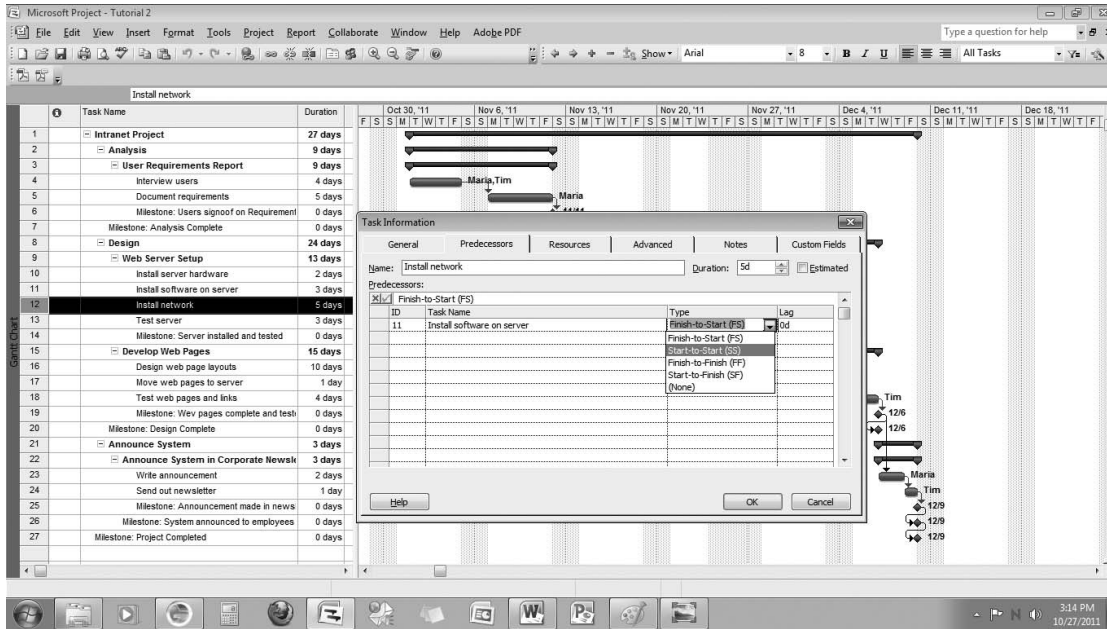 Microsoft Project - Tutorial 2
File Edit View Insert Format Tools Project Report Collaborate Window Help Adobe PDF
Type a question for help
Show Arial 8 B I U All Tasks
Install network
Task Name Duration
Oct 30, '11 Nov 6, '11 Nov 13, '11 Nov 20, '11 Nov 27, '11 Dec 4, '11 Dec 11, '11 Dec 18, '11
F S S M T W T F S S M T W T F S S M T W T F S S M T W T F S S M T W T F S S M T W T F S S M T W T F S S M T W T F
1 Intranet Project 27 days
2 Analysis 9 days
3 User Requirements Report 9 days
4 Interview users 4 days
5 Document requirements 5 days
6 Milestone: Users signoof on Requirement 0 days
7 Milestone: Analysis Complete 0 days
8 Design 24 days
9 Web Server Setup 13 days
10 Install server hardware 2 days
11 Install software on server 3 days
12 Install network 5 days
13 Test server 3 days
14 Milestone: Server installed and tested 0 days
15 Develop Web Pages 15 days
16 Design web page layouts 10 days
17 Move web pages to server 1 day
18 Test web pages and links 4 days
19 Milestone: Wev pages complete and teste 0 days
20 Milestone: Design Complete 0 days
21 Announce System 3 days
22 Announce System in Corporate Newsle 3 days
23 Write announcement 2 days
24 Send out newsletter 1 day
25 Milestone: Announcement made in news 0 days
26 Milestone: System announced to employees 0 days
27 Milestone: Project Completed 0 days
Gantt Chart
Maria,Tim
Maria
11/11
Task Information
General Predecessors Resources Advanced Notes Custom Fields
Name: Install network Duration: 5d Estimated
Predecessors:
Finish-to-Start (FS)
ID Task Name Type Lag
11 Install software on server Finish-to-Start (FS) 0d
Finish-to-Start (FS)
Start-to-Start (SS)
Finish-to-Finish (FF)
Start-to-Finish (SF)
(None)
Help OK Cancel
Tim
12/6
12/6
Maria
Tim
12/9
12/9
12/9
3:14 PM
10/27/2011